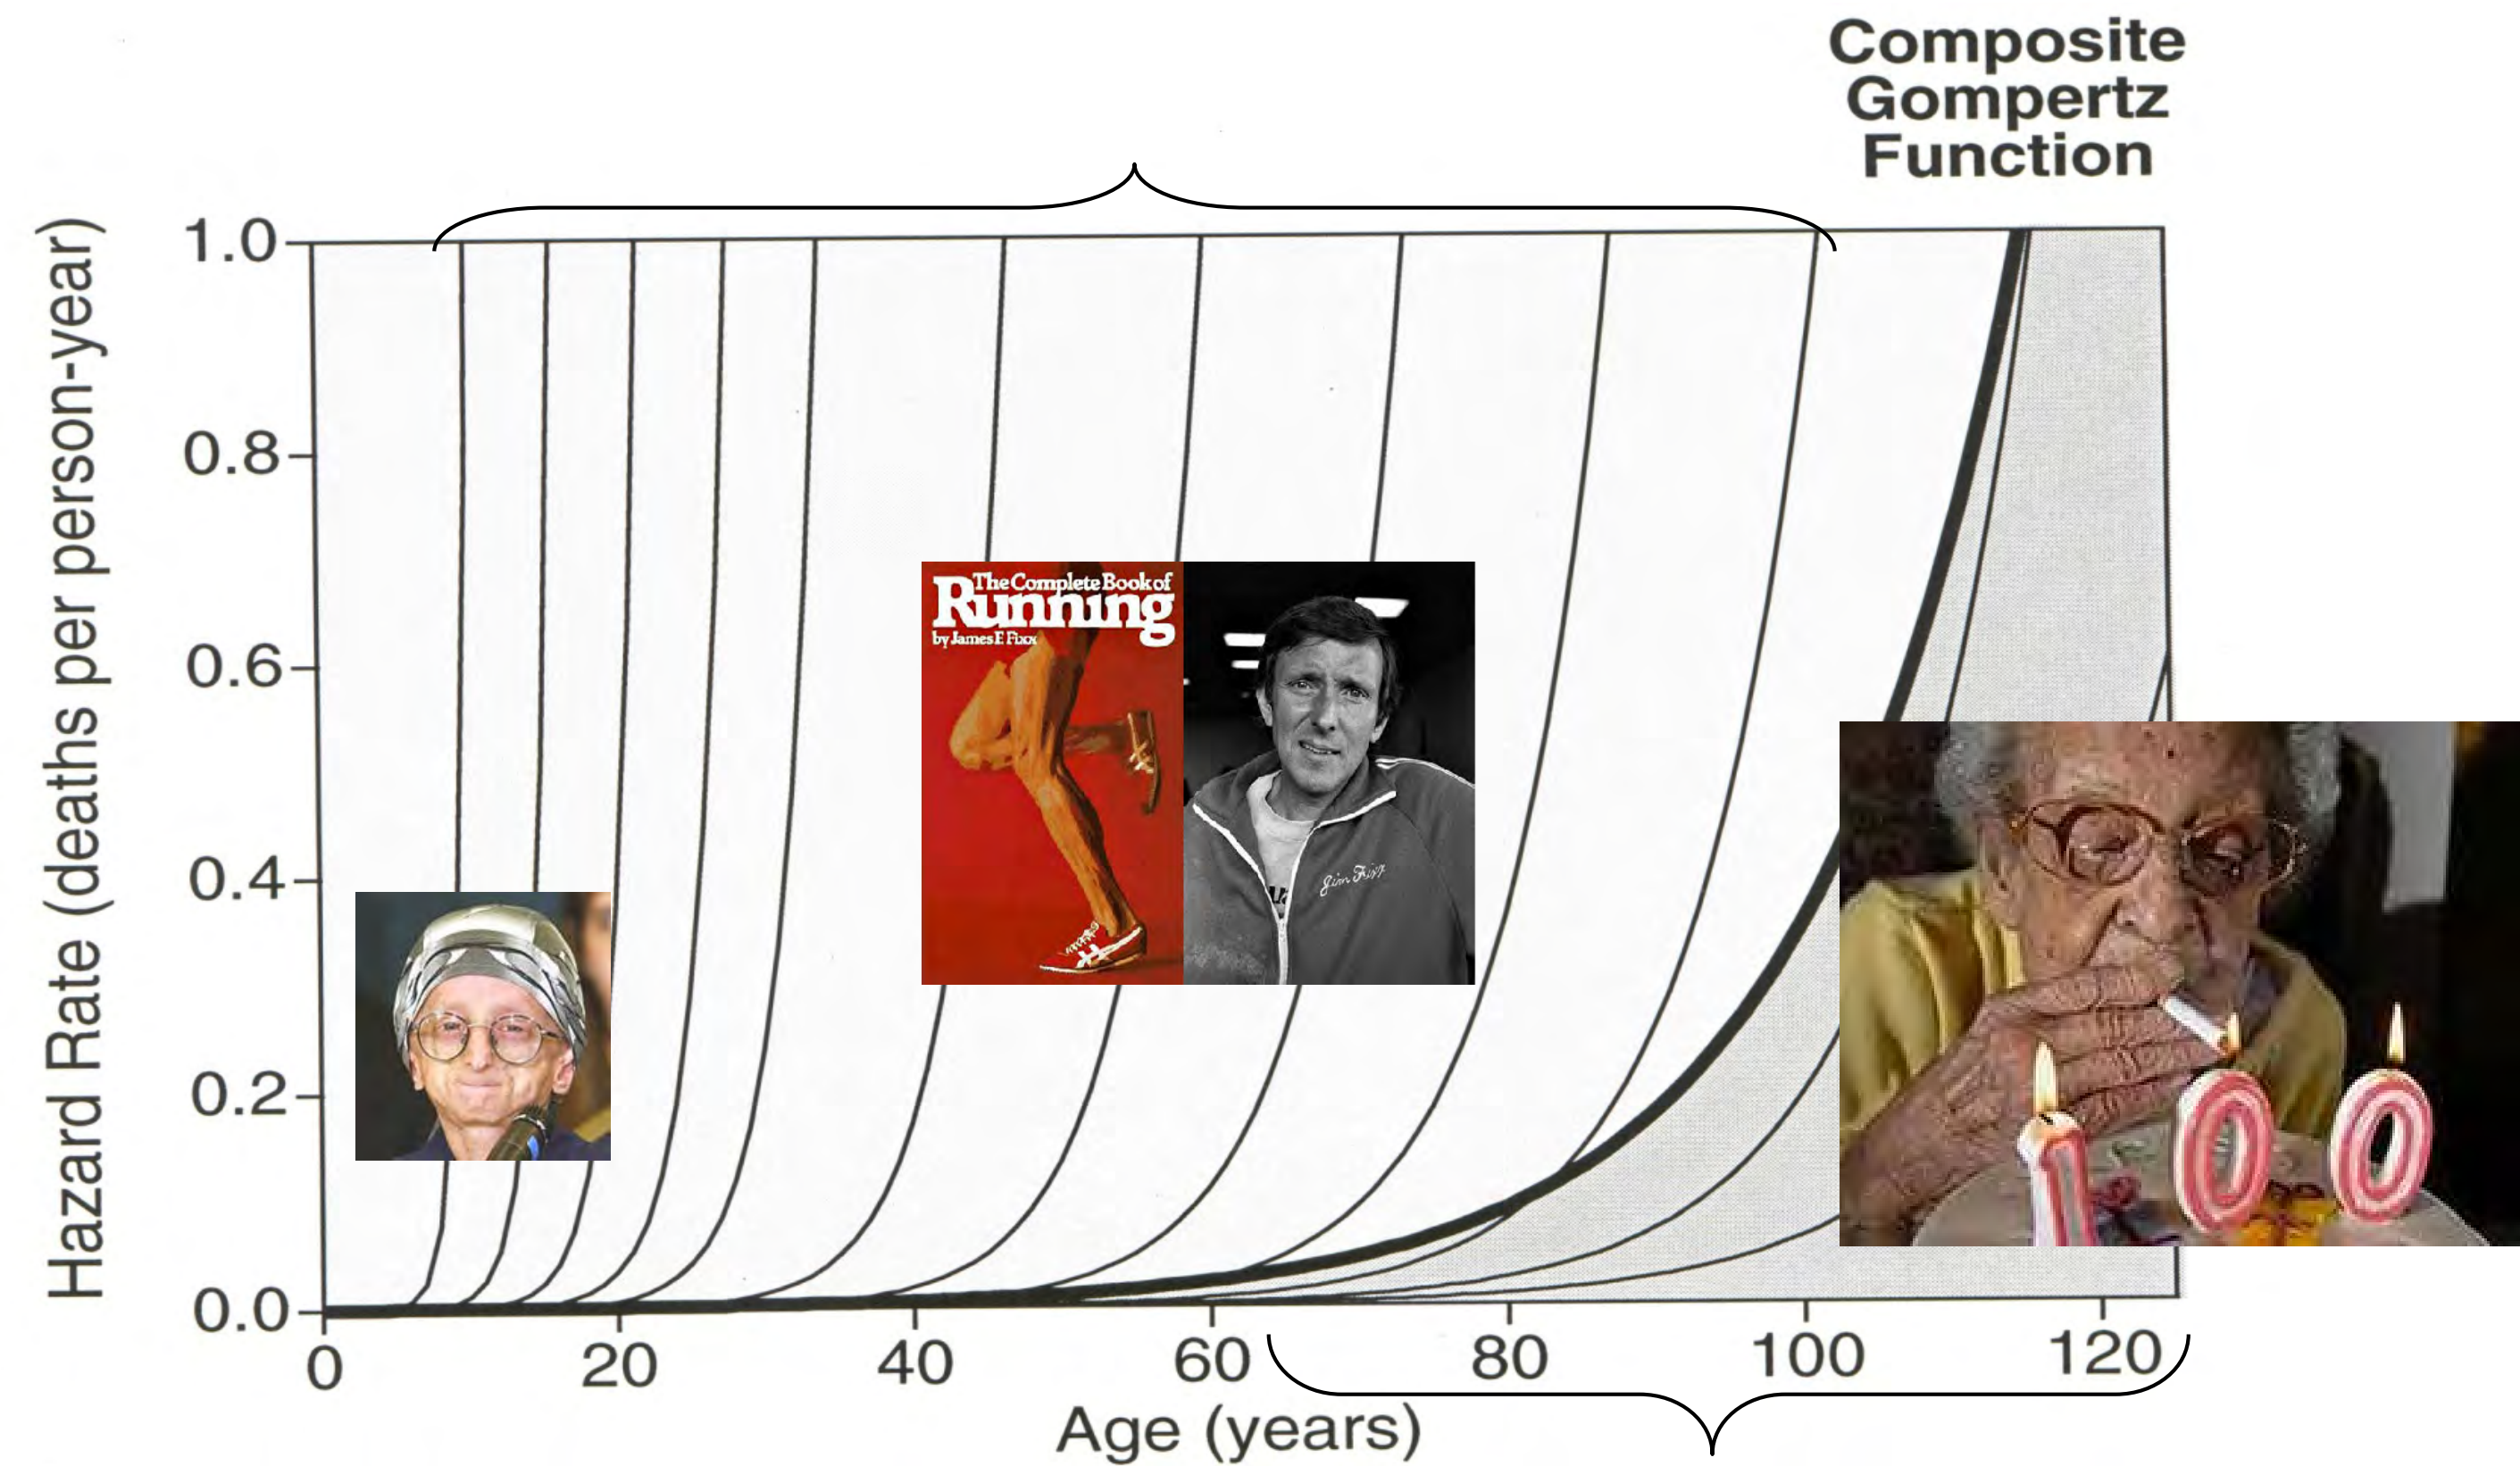 Composite
Gompertz
Function
Hazard Rate (deaths per person-year)
1.0
0.8
0.6
0.4
0.2
0.0
The Complete Book of
Running
by James F. Fixx
Jim Fixx
100
0 20 40 60 80 100 120
Age (years)